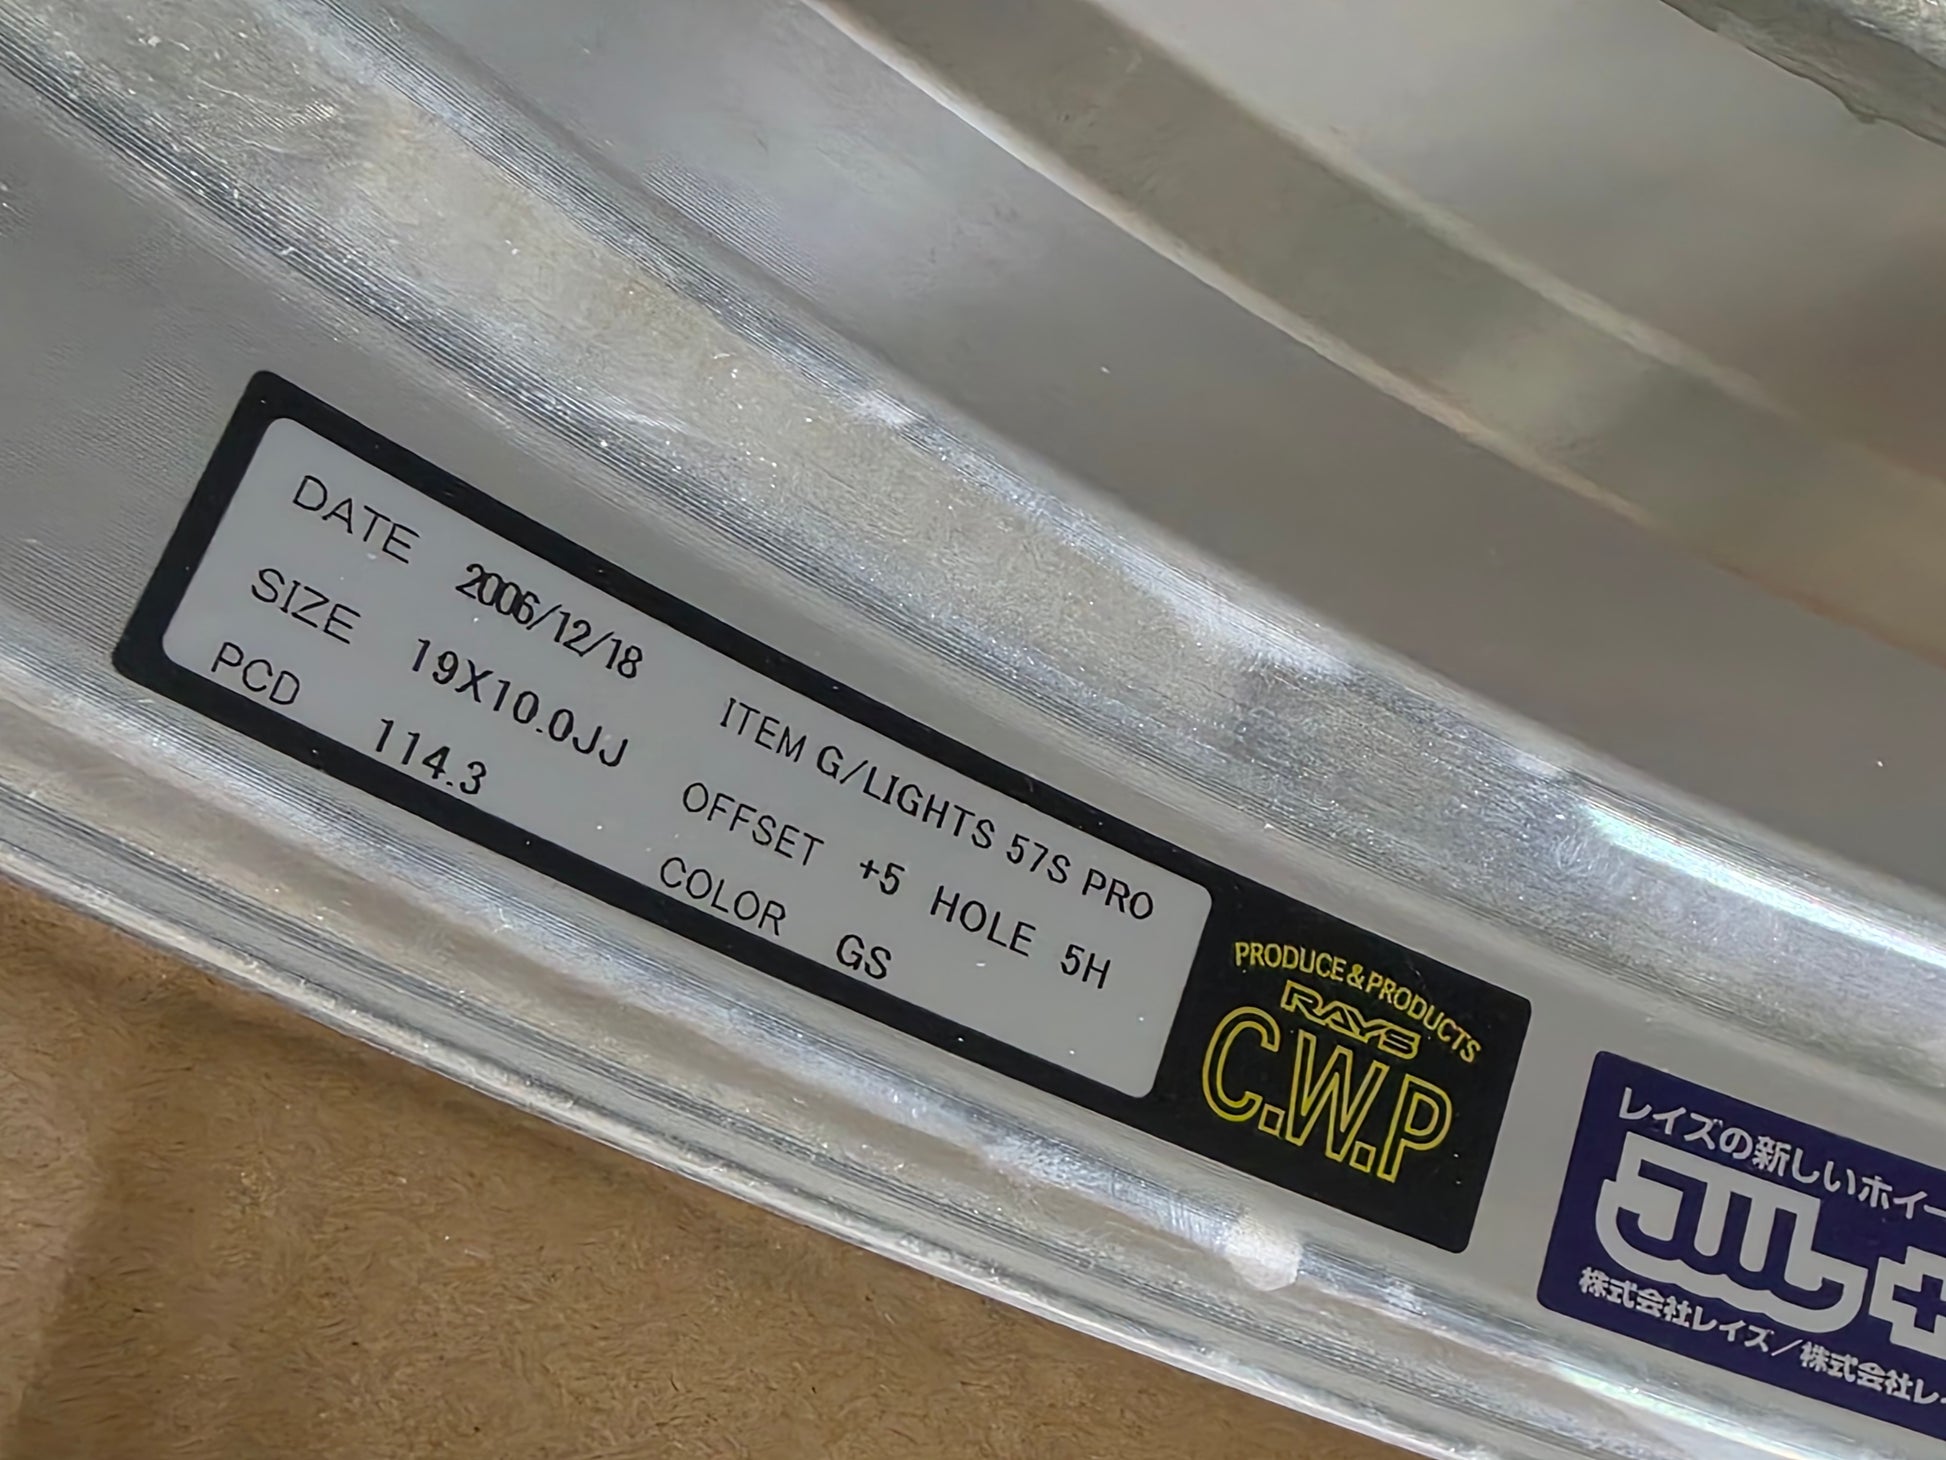 DATE 2006/12/18 ITEM G/LIGHTS 57S PRO
SIZE 19X10.0JJ OFFSET +5 HOLE 5H
PCD 114.3 COLOR GS
PRODUCE&PRODUCTS
RAYS
C.W.P
レイズの新しいホイー
株式会社レイズ/株式会社レ